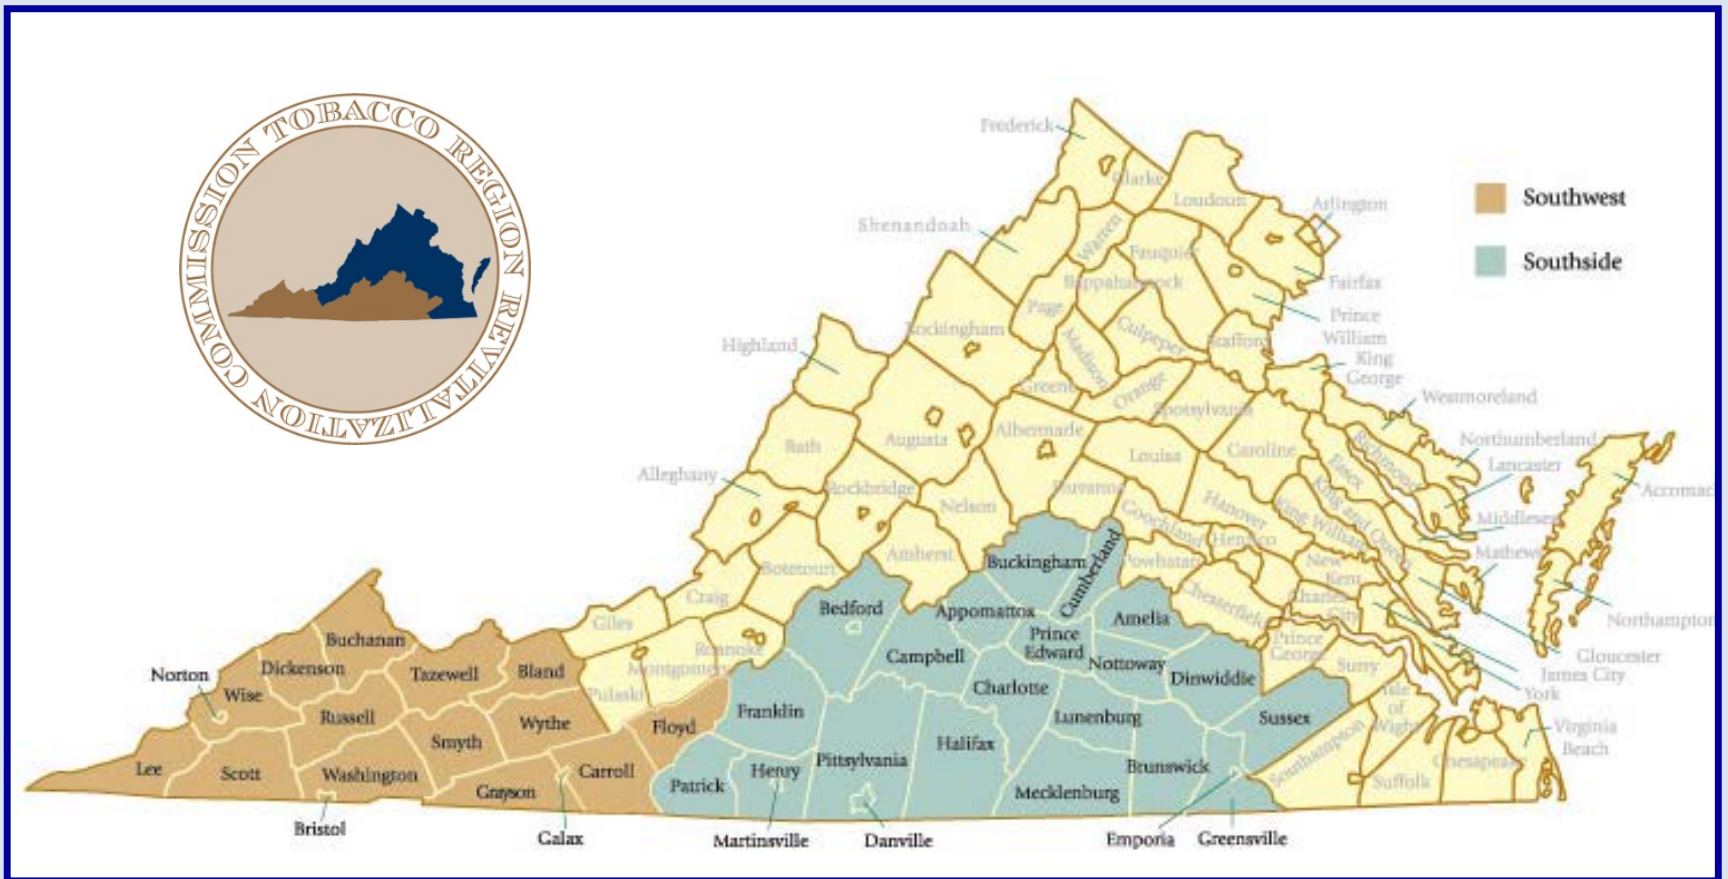 TOBACCO REGION REVITALIZATION COMMISSION
Southwest
Southside
Frederick
Clarke
Loudoun
Arlington
Shenandoah
Warren
Fauquier
Fairfax
Rappahannock
Prince
William
Page
Culpeper
Stafford
Rockingham
Highland
Madison
King
George
Greene
Orange
Westmoreland
Spotsylvania
Albermarle
Augusta
Bath
Louisa
Caroline
Richmond
Northumberland
Lancaster
Essex
Alleghany
Rockbridge
Nelson
Fluvanna
Goochland
Hanover
King William
King and Queen
Middlesex
Accomac
Henrico
Mathews
Amherst
Botetourt
Buckingham
Cumberland
Powhatan
New
Kent
Charles
City
Chesterfield
Craig
Bedford
Appomattox
Amelia
Northampton
Giles
Buchanan
Prince
Edward
Prince
George
Surry
Gloucester
James City
York
Roanoke
Montgomery
Campbell
Nottoway
Dinwiddie
Norton
Dickenson
Tazewell
Bland
Pulaski
Wise
Charlotte
Isle
of
Wight
Russell
Wythe
Floyd
Franklin
Lunenburg
Sussex
Virginia
Beach
Smyth
Halifax
Southampton
Lee
Scott
Washington
Carroll
Henry
Pittsylvania
Brunswick
Chesapeake
Suffolk
Grayson
Patrick
Mecklenburg
Bristol
Galax
Martinsville
Danville
Emporia
Greensville